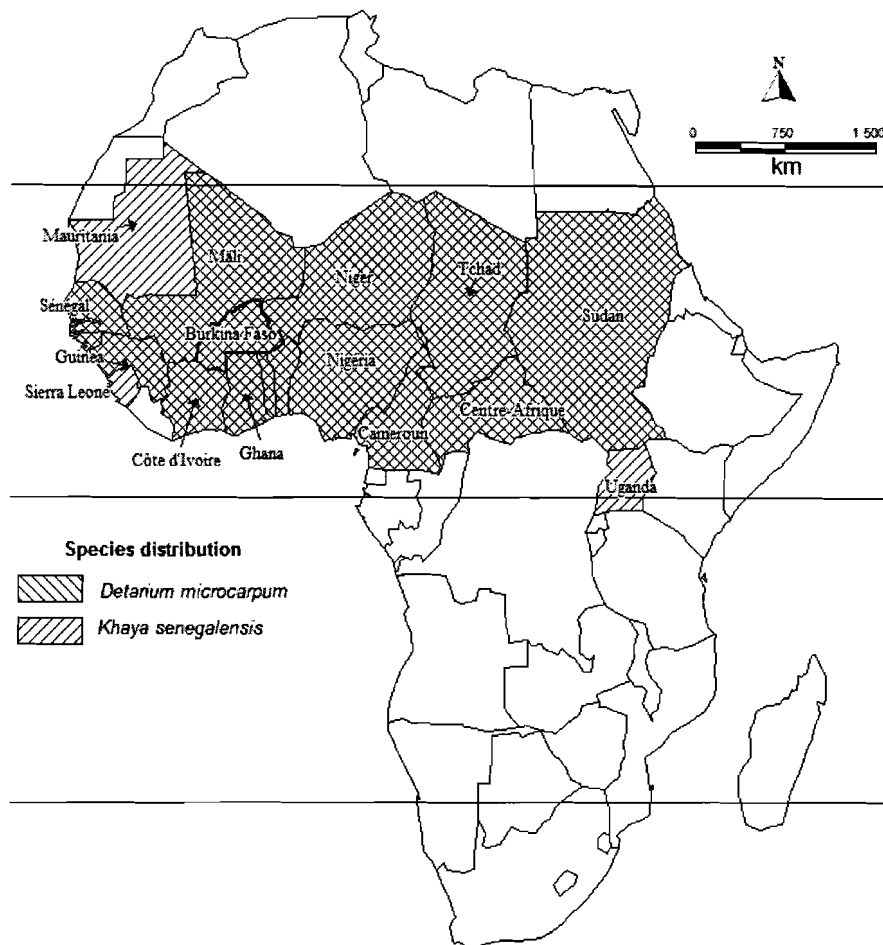 N
0 750 1 500
km
Mauritania
Mali
Niger
Tchad
Sudan
Sénégal
Burkina Faso
Guinea
Nigeria
Sierra Leone
Centre-Afrique
Cameroun
Côte d'Ivoire
Ghana
Uganda
Species distribution
Detarium microcarpum
Khaya senegalensis